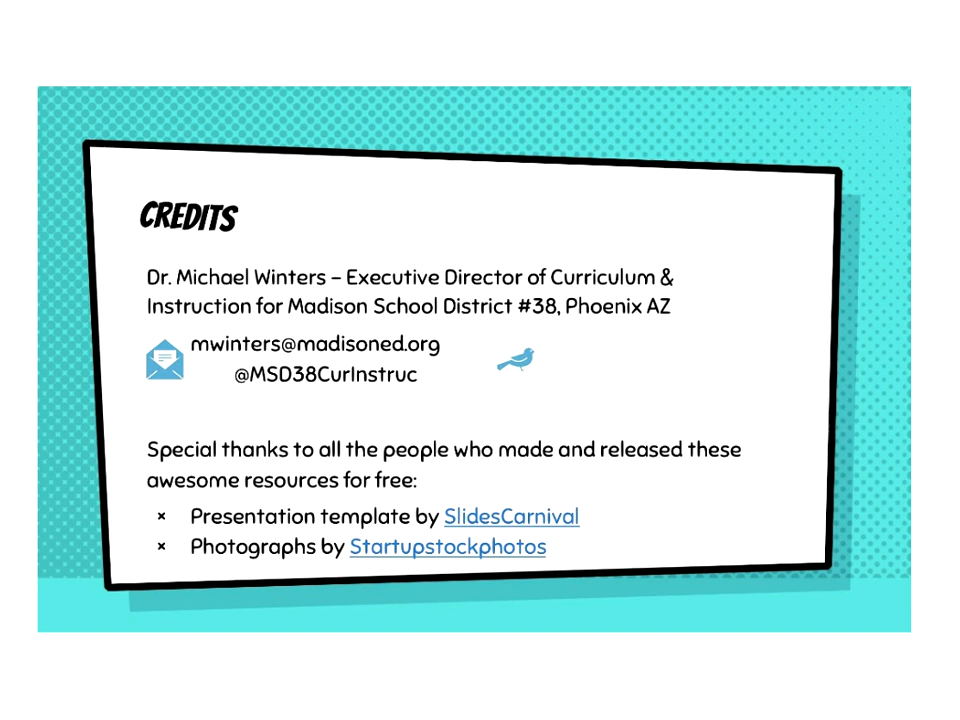 CREDITS
Dr. Michael Winters – Executive Director of Curriculum &
Instruction for Madison School District #38, Phoenix AZ
mwinters@madisoned.org
@MSD38CurInstruc
Special thanks to all the people who made and released these
awesome resources for free:
× Presentation template by SlidesCarnival
× Photographs by Startupstockphotos